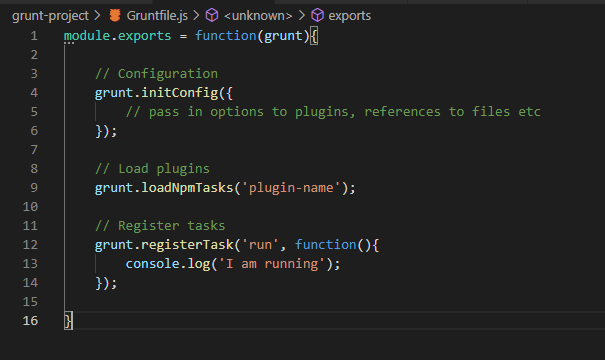 grunt-project > Gruntfile.js > <unknown> > exports
1 module.exports = function(grunt){
2
3 // Configuration
4 grunt.initConfig({
5 // pass in options to plugins, references to files etc
6 });
7
8 // Load plugins
9 grunt.loadNpmTasks('plugin-name');
10
11 // Register tasks
12 grunt.registerTask('run', function(){
13 console.log('I am running');
14 });
15
16 }